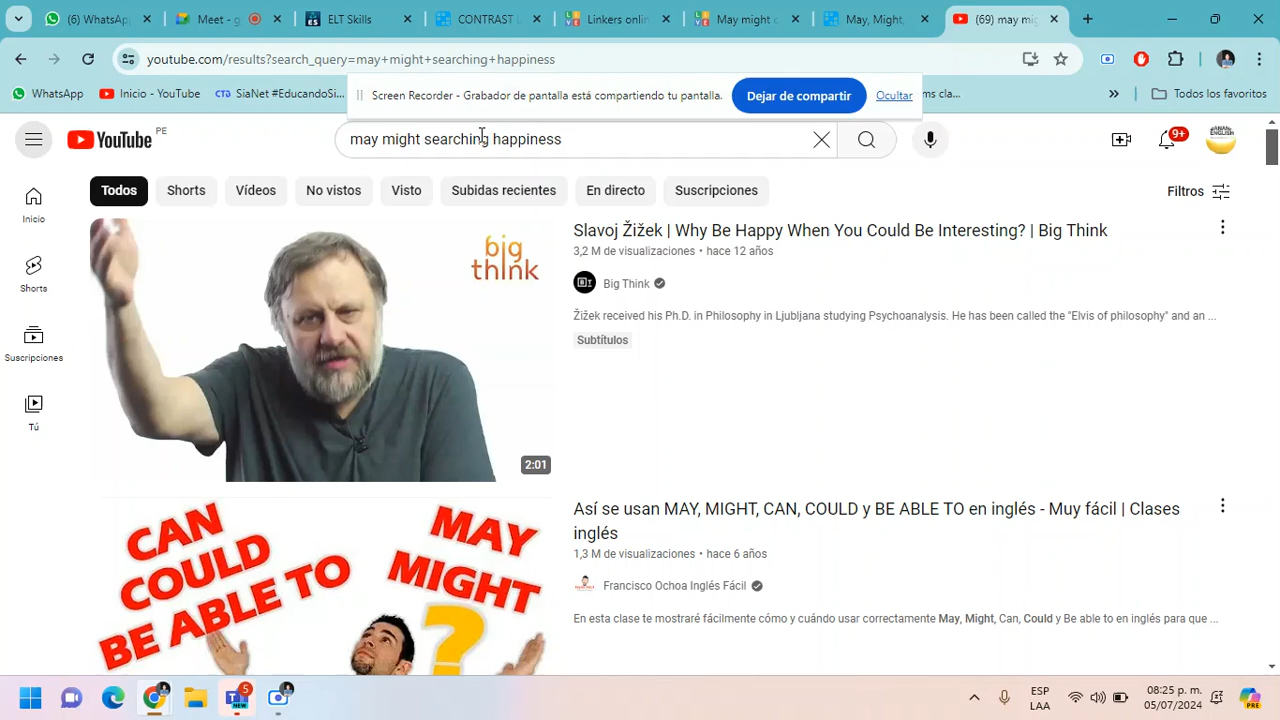 (6) WhatsAp
Meet - g
ELT Skills
CONTRAST L
Linkers onlin
May might c
May, Might,
(69) may mig
youtube.com/results?search_query=may+might+searching+happiness
WhatsApp
Inicio - YouTube
SiaNet #EducandoSi...
ms clas...
Todos los favoritos
Screen Recorder - Grabador de pantalla está compartiendo tu pantalla.
Dejar de compartir
Ocultar
YouTube PE
may might searching happiness
9+
Todos
Shorts
Vídeos
No vistos
Visto
Subidas recientes
En directo
Suscripciones
Filtros
Inicio
Shorts
Suscripciones
Tú
big
think
2:01
Slavoj Žižek | Why Be Happy When You Could Be Interesting? | Big Think
3,2 M de visualizaciones • hace 12 años
Big Think
Žižek received his Ph.D. in Philosophy in Ljubljana studying Psychoanalysis. He has been called the "Elvis of philosophy" and an ...
Subtítulos
CAN
COULD
BE ABLE TO
MAY
MIGHT
?
Así se usan MAY, MIGHT, CAN, COULD y BE ABLE TO en inglés - Muy fácil | Clases
inglés
1,3 M de visualizaciones • hace 6 años
Francisco Ochoa Inglés Fácil
En esta clase te mostraré fácilmente cómo y cuándo usar correctamente May, Might, Can, Could y Be able to en inglés para que ...
5
NEW
ESP
LAA
08:25 p. m.
05/07/2024
PRE